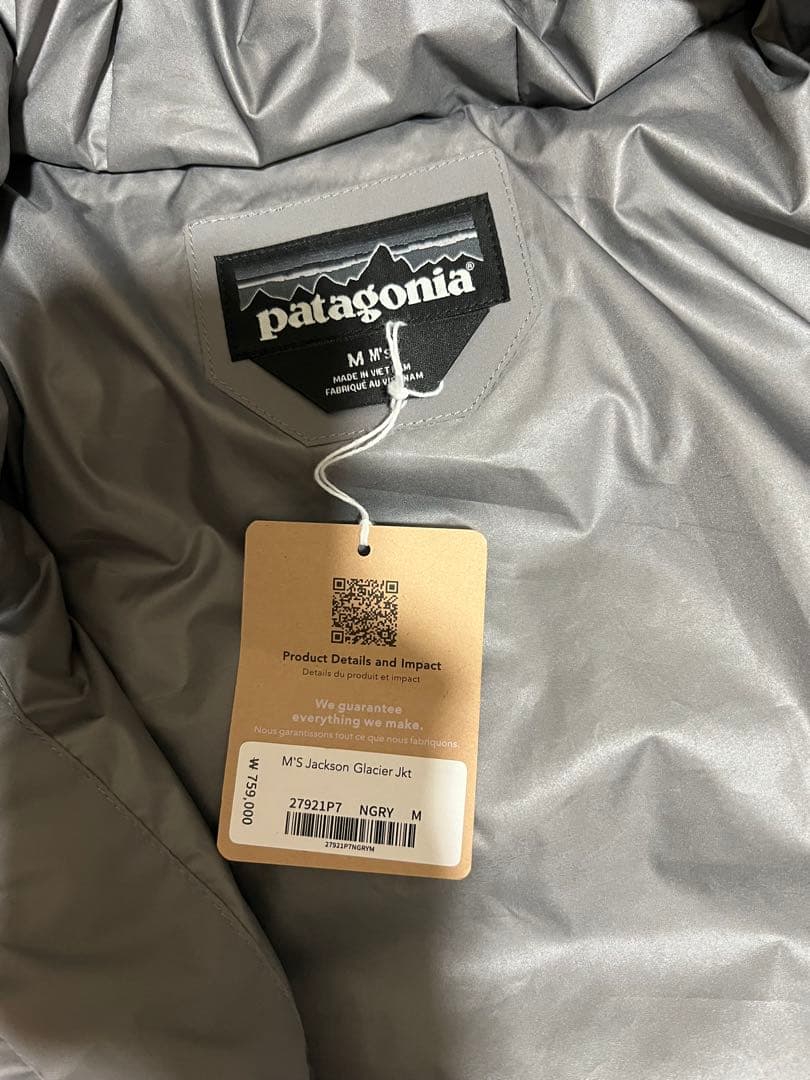 patagonia®
M M's
MADE IN VIETNAM
FABRIQUÉ AU VIETNAM
Product Details and Impact
Details du produit et impact
We guarantee
everything we make.
Nous garantissons tout ce que nous fabriquons.
₩ 759,000
M'S Jackson Glacier Jkt
27921P7 NGRY M
27921P7NGRYM